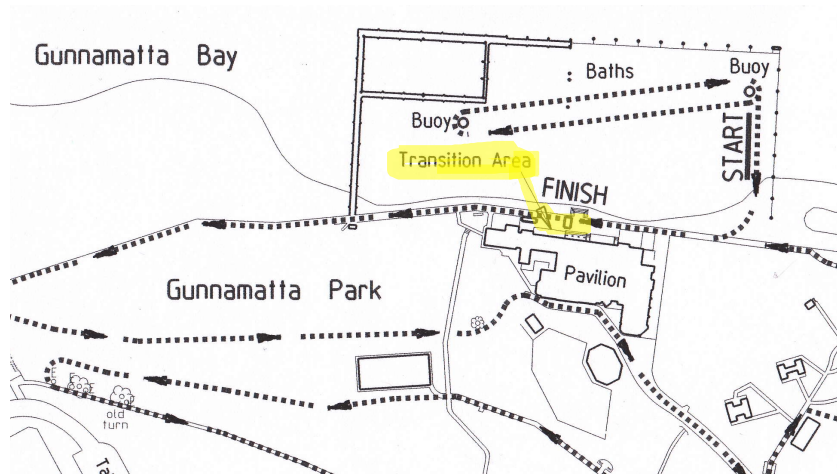 Gunnamatta Bay
Baths
Buoy
Buoy
START
Transition Area
FINISH
Pavilion
Gunnamatta Park
old
turn